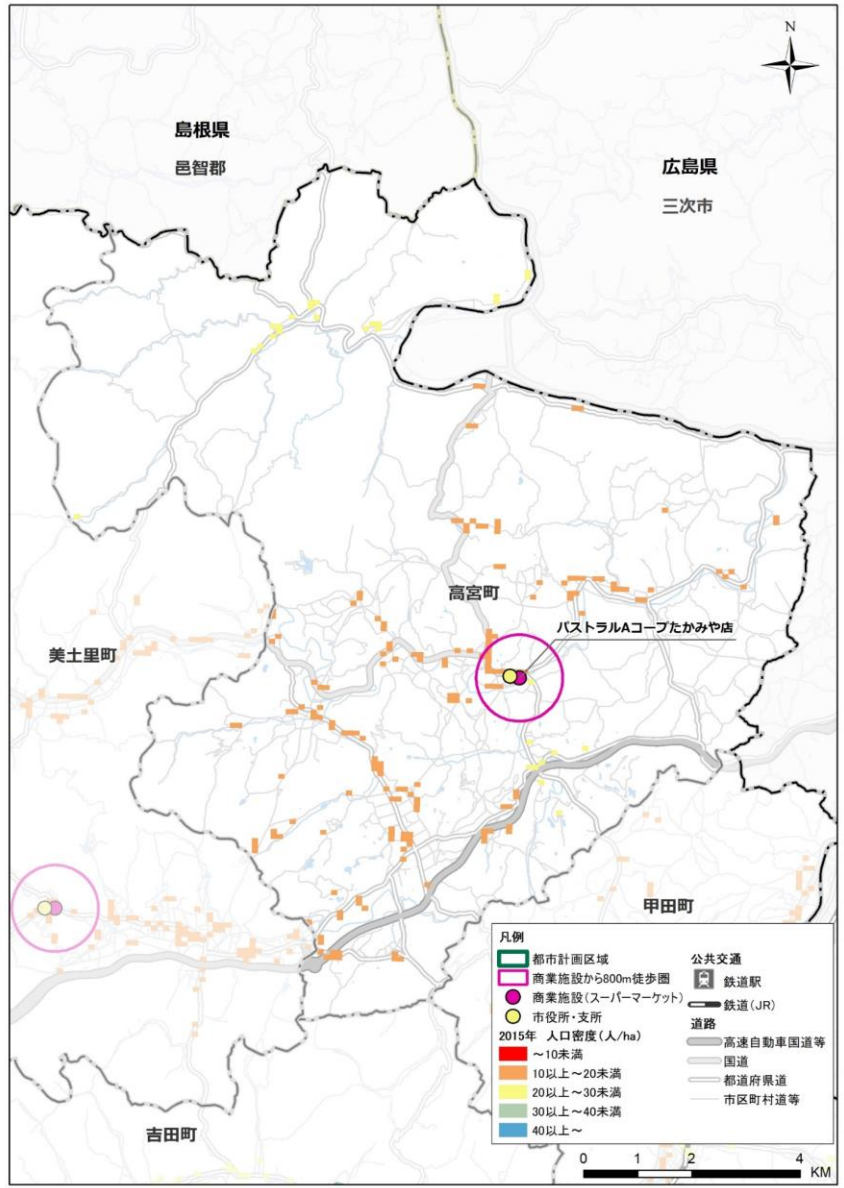 N
島根県
邑智郡
広島県
三次市
高宮町
パストラルAコープたかみや店
美土里町
甲田町
吉田町
凡例
都市計画区域
商業施設から800m徒歩圏
商業施設(スーパーマーケット)
市役所・支所
2015年 人口密度(人/ha)
～10未満
10以上～20未満
20以上～30未満
30以上～40未満
40以上～
公共交通
鉄道駅
鉄道(JR)
道路
高速自動車国道等
国道
都道府県道
市区町村道等
0 1 2 4
KM